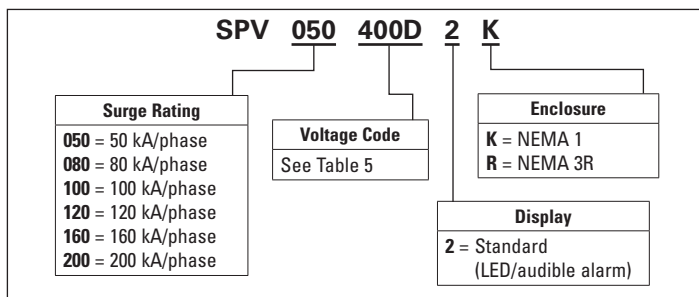 SPV 050 400D 2 K
Surge Rating
050 = 50 kA/phase
080 = 80 kA/phase
100 = 100 kA/phase
120 = 120 kA/phase
160 = 160 kA/phase
200 = 200 kA/phase
Voltage Code
See Table 5
Enclosure
K = NEMA 1
R = NEMA 3R
Display
2 = Standard
(LED/audible alarm)